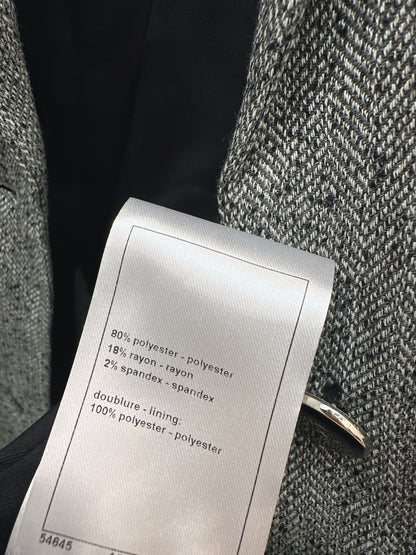 80% polyester - polyester
18% rayon - rayon
2% spandex - spandex
doublure - lining:
100% polyester - polyester
54645